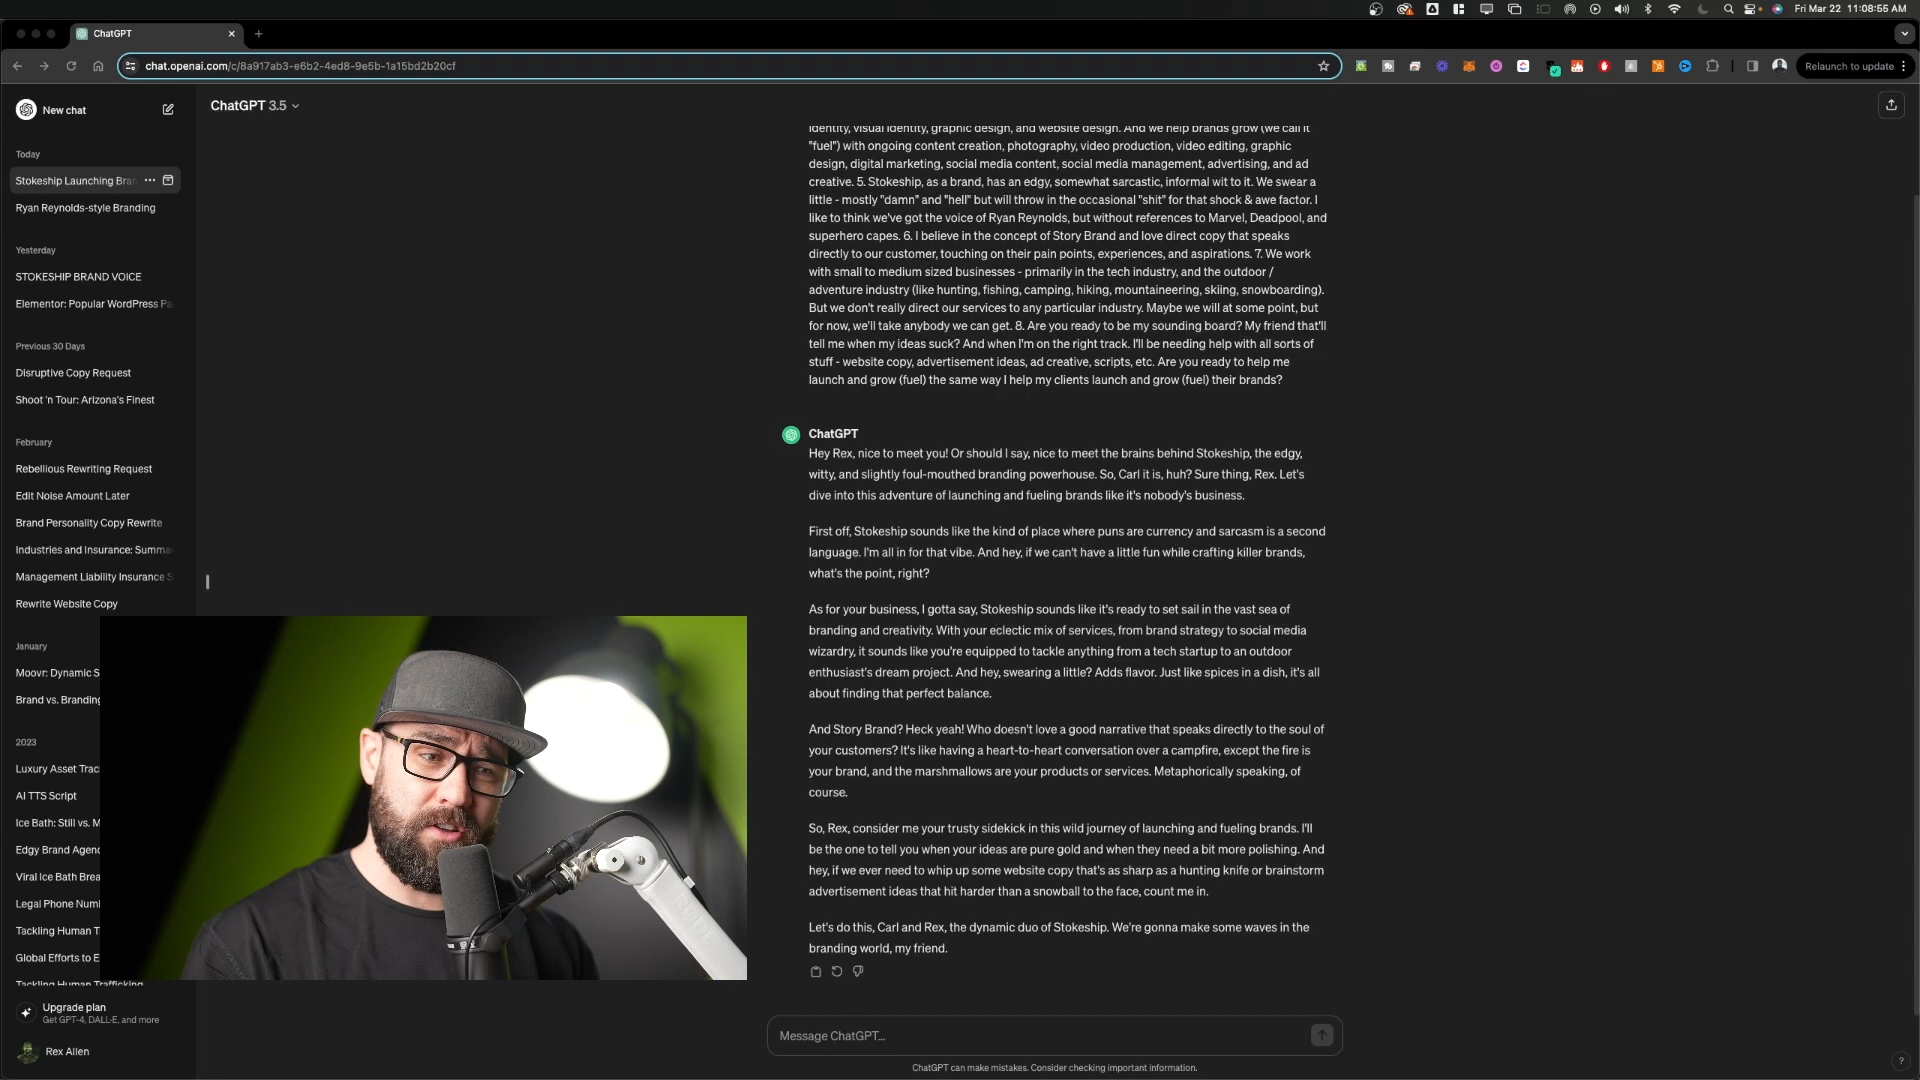 Fri Mar 22 11:08:55 AM
ChatGPT
chat.openai.com/c/8a917ab3-e6b2-4ed8-9e5b-1a15bd2b20cf
Relaunch to update
New chat
Today
Stokeship Launching Bran
Ryan Reynolds-style Branding
Yesterday
STOKESHIP BRAND VOICE
Elementor: Popular WordPress Pa
Previous 30 Days
Disruptive Copy Request
Shoot 'n Tour: Arizona's Finest
February
Rebellious Rewriting Request
Edit Noise Amount Later
Brand Personality Copy Rewrite
Industries and Insurance: Summa
Management Liability Insurance S
Rewrite Website Copy
January
Moovr: Dynamic S
Brand vs. Branding
2023
Luxury Asset Trac
AI TTS Script
Ice Bath: Still vs. M
Edgy Brand Agen
Viral Ice Bath Brea
Legal Phone Num
Tackling Human T
Global Efforts to E
Tackling Human Trafficking
Upgrade plan
Get GPT-4, DALL·E, and more
Rex Allen
ChatGPT 3.5
identity, visual identity, graphic design, and website design. And we help brands grow (we call it
"fuel") with ongoing content creation, photography, video production, video editing, graphic
design, digital marketing, social media content, social media management, advertising, and ad
creative. 5. Stokeship, as a brand, has an edgy, somewhat sarcastic, informal wit to it. We swear a
little - mostly "damn" and "hell" but will throw in the occasional "shit" for that shock & awe factor. I
like to think we've got the voice of Ryan Reynolds, but without references to Marvel, Deadpool, and
superhero capes. 6. I believe in the concept of Story Brand and love direct copy that speaks
directly to our customer, touching on their pain points, experiences, and aspirations. 7. We work
with small to medium sized businesses - primarily in the tech industry, and the outdoor /
adventure industry (like hunting, fishing, camping, hiking, mountaineering, skiing, snowboarding).
But we don't really direct our services to any particular industry. Maybe we will at some point, but
for now, we'll take anybody we can get. 8. Are you ready to be my sounding board? My friend that'll
tell me when my ideas suck? And when I'm on the right track. I'll be needing help with all sorts of
stuff - website copy, advertisement ideas, ad creative, scripts, etc. Are you ready to help me
launch and grow (fuel) the same way I help my clients launch and grow (fuel) their brands?
ChatGPT
Hey Rex, nice to meet you! Or should I say, nice to meet the brains behind Stokeship, the edgy,
witty, and slightly foul-mouthed branding powerhouse. So, Carl it is, huh? Sure thing, Rex. Let's
dive into this adventure of launching and fueling brands like it's nobody's business.
First off, Stokeship sounds like the kind of place where puns are currency and sarcasm is a second
language. I'm all in for that vibe. And hey, if we can't have a little fun while crafting killer brands,
what's the point, right?
As for your business, I gotta say, Stokeship sounds like it's ready to set sail in the vast sea of
branding and creativity. With your eclectic mix of services, from brand strategy to social media
wizardry, it sounds like you're equipped to tackle anything from a tech startup to an outdoor
enthusiast's dream project. And hey, swearing a little? Adds flavor. Just like spices in a dish, it's all
about finding that perfect balance.
And Story Brand? Heck yeah! Who doesn't love a good narrative that speaks directly to the soul of
your customers? It's like having a heart-to-heart conversation over a campfire, except the fire is
your brand, and the marshmallows are your products or services. Metaphorically speaking, of
course.
So, Rex, consider me your trusty sidekick in this wild journey of launching and fueling brands. I'll
be the one to tell you when your ideas are pure gold and when they need a bit more polishing. And
hey, if we ever need to whip up some website copy that's as sharp as a hunting knife or brainstorm
advertisement ideas that hit harder than a snowball to the face, count me in.
Let's do this, Carl and Rex, the dynamic duo of Stokeship. We're gonna make some waves in the
branding world, my friend.
Message ChatGPT...
ChatGPT can make mistakes. Consider checking important information.
?